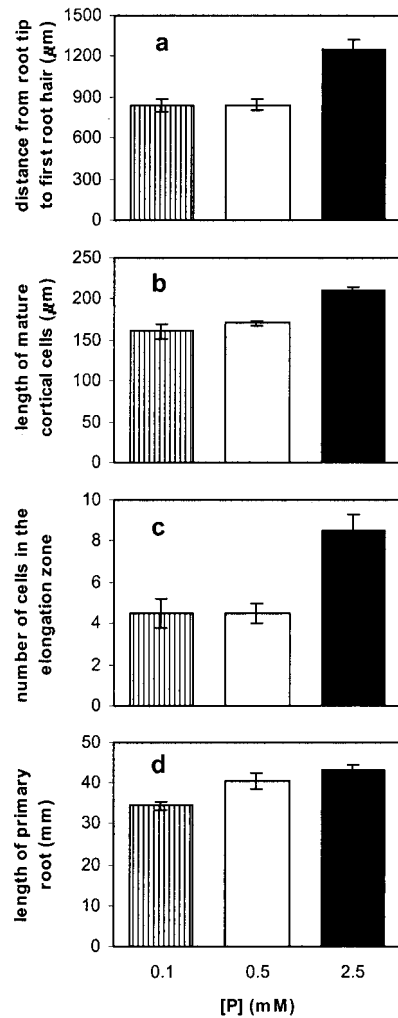 a
distance from root tip
to first root hair (μm)
1500
1200
900
600
300
0
b
length of mature
cortical cells (μm)
250
200
150
100
50
0
c
number of cells in the
elongation zone
10
8
6
4
2
0
d
length of primary
root (mm)
50
40
30
20
10
0
0.1 0.5 2.5
[P] (mM)